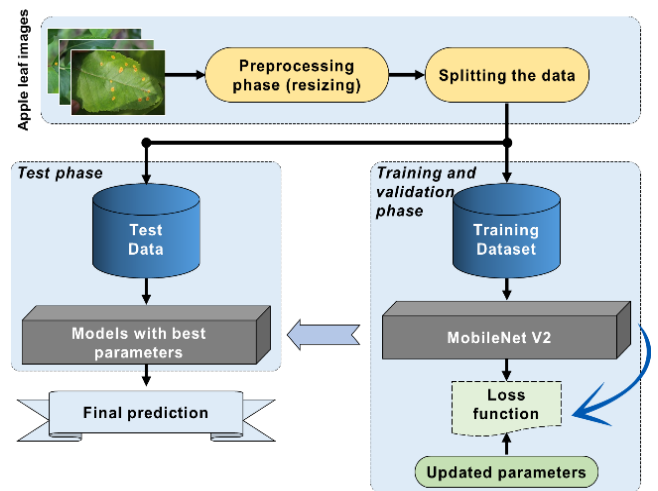 Apple leaf images
Preprocessing
phase (resizing)
Splitting the data
Test phase
Test
Data
Models with best
parameters
Final prediction
Training and
validation
phase
Training
Dataset
MobileNet V2
Loss
function
Updated parameters